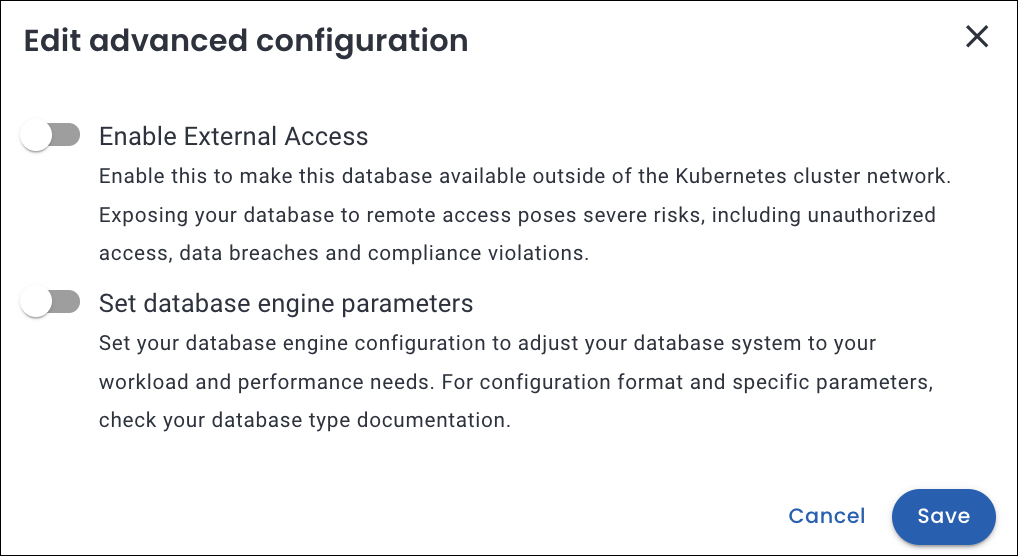 Edit advanced configuration
Enable External Access
Enable this to make this database available outside of the Kubernetes cluster network.
Exposing your database to remote access poses severe risks, including unauthorized
access, data breaches and compliance violations.
Set database engine parameters
Set your database engine configuration to adjust your database system to your
workload and performance needs. For configuration format and specific parameters,
check your database type documentation.
Cancel Save